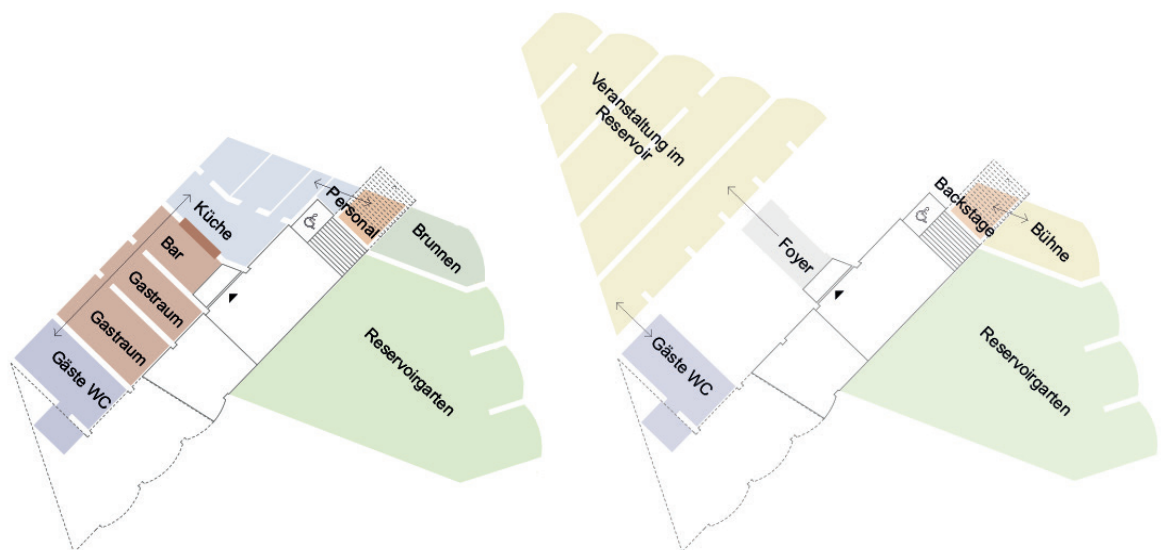 Küche
Personal
Bar
Brunnen
Gastraum
Gastraum
Gäste WC
Reservoirgarten
Veranstaltung im
Reservoir
Backstage
Bühne
Foyer
Gäste WC
Reservoirgarten